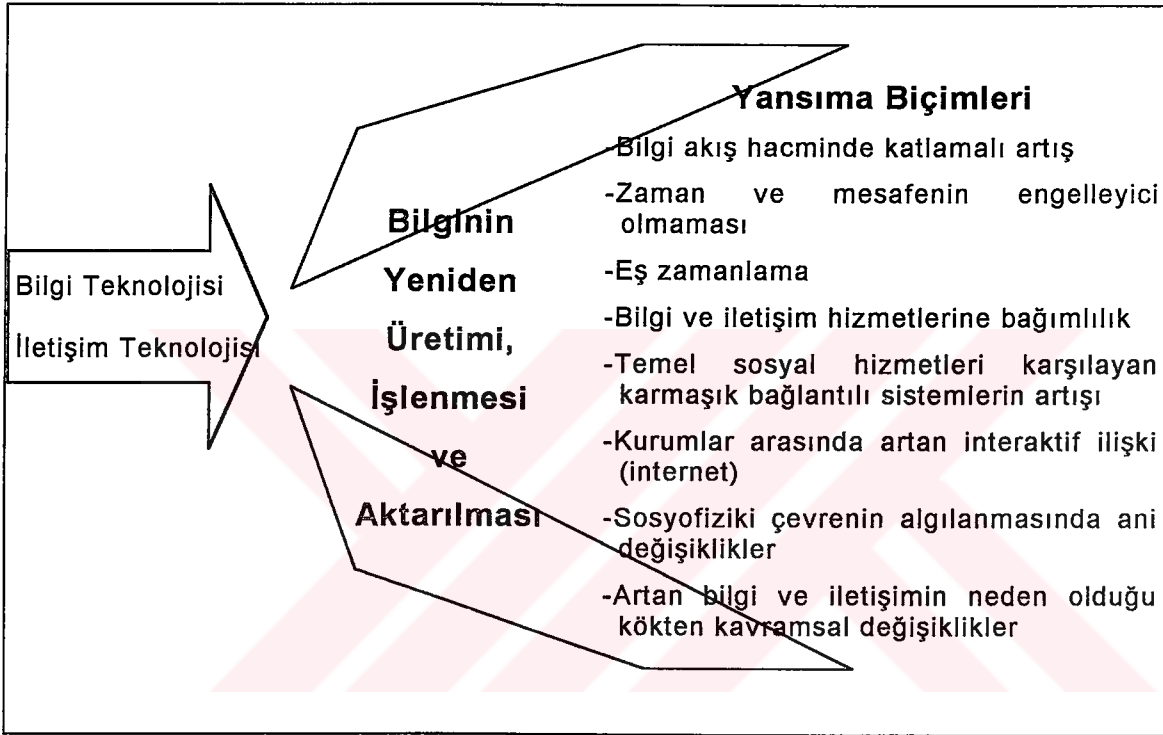 Bilgi Teknolojisi
İletişim Teknolojisi
Bilginin
Yeniden
Üretimi,
İşlenmesi
ve
Aktarılması
Yansıma Biçimleri
-Bilgi akış hacminde katlamalı artış
-Zaman ve mesafenin engelleyici
olmaması
-Eş zamanlama
-Bilgi ve iletişim hizmetlerine bağımlılık
-Temel sosyal hizmetleri karşılayan
karmaşık bağlantılı sistemlerin artışı
-Kurumlar arasında artan interaktif ilişki
(internet)
-Sosyofiziki çevrenin algılanmasında ani
değişiklikler
-Artan bilgi ve iletişimin neden olduğu
kökten kavramsal değişiklikler